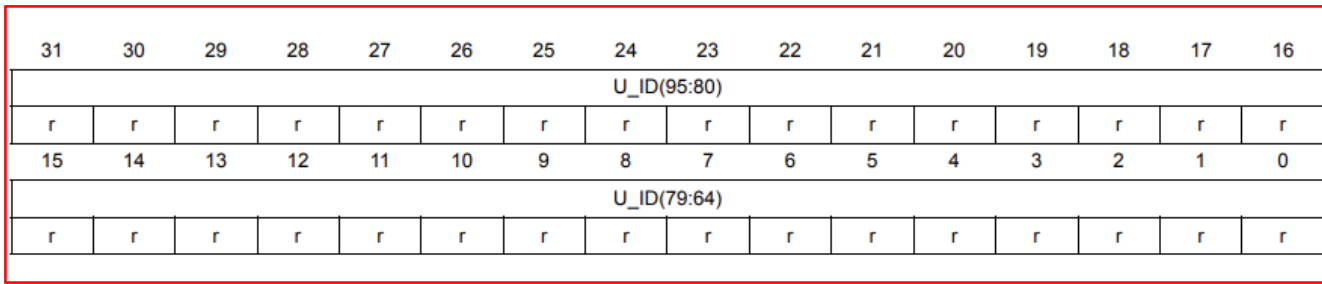 31 30 29 28 27 26 25 24 23 22 21 20 19 18 17 16
U_ID(95:80)
r r r r r r r r r r r r r r r r
15 14 13 12 11 10 9 8 7 6 5 4 3 2 1 0
U_ID(79:64)
r r r r r r r r r r r r r r r r